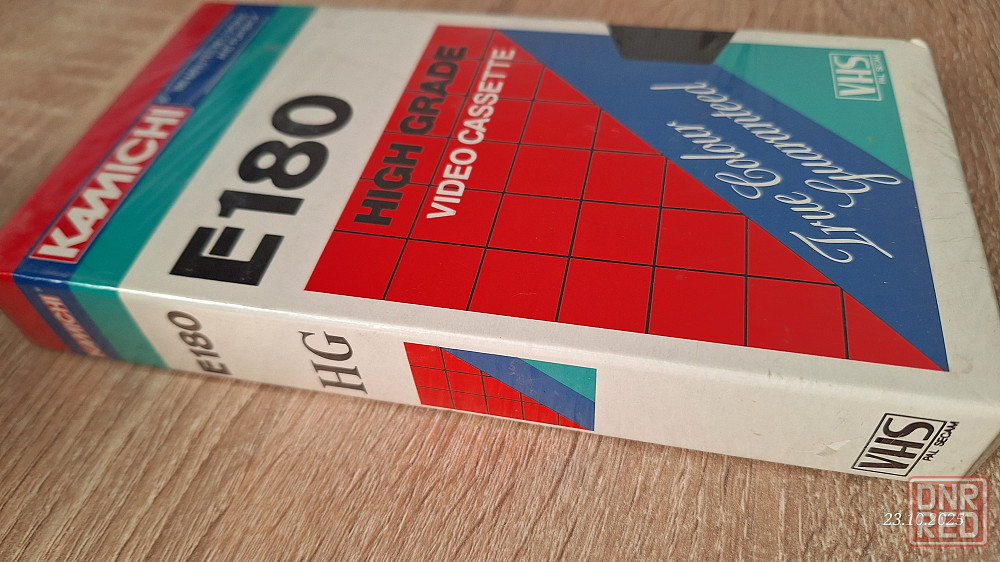 KAMICHI
E180
HIGH GRADE
VIDEO CASSETTE
True Colour
Guaranteed
VHS
PAL SECAM
KAMICHI
E180
HG
VHS
PAL SECAM
23.10.2025
DNR
RED